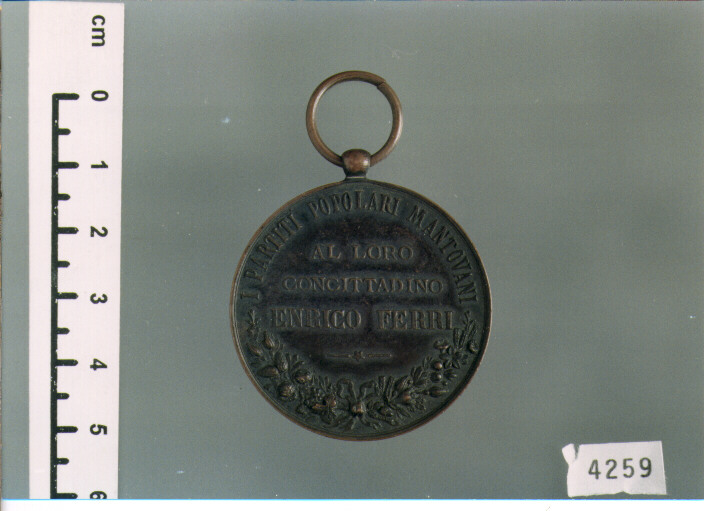 cm
0
1
2
3
4
5
6
I PARTITI POPOLARI MANTOVANI
AL LORO
CONCITTADINO
ENRICO FERRI
4259